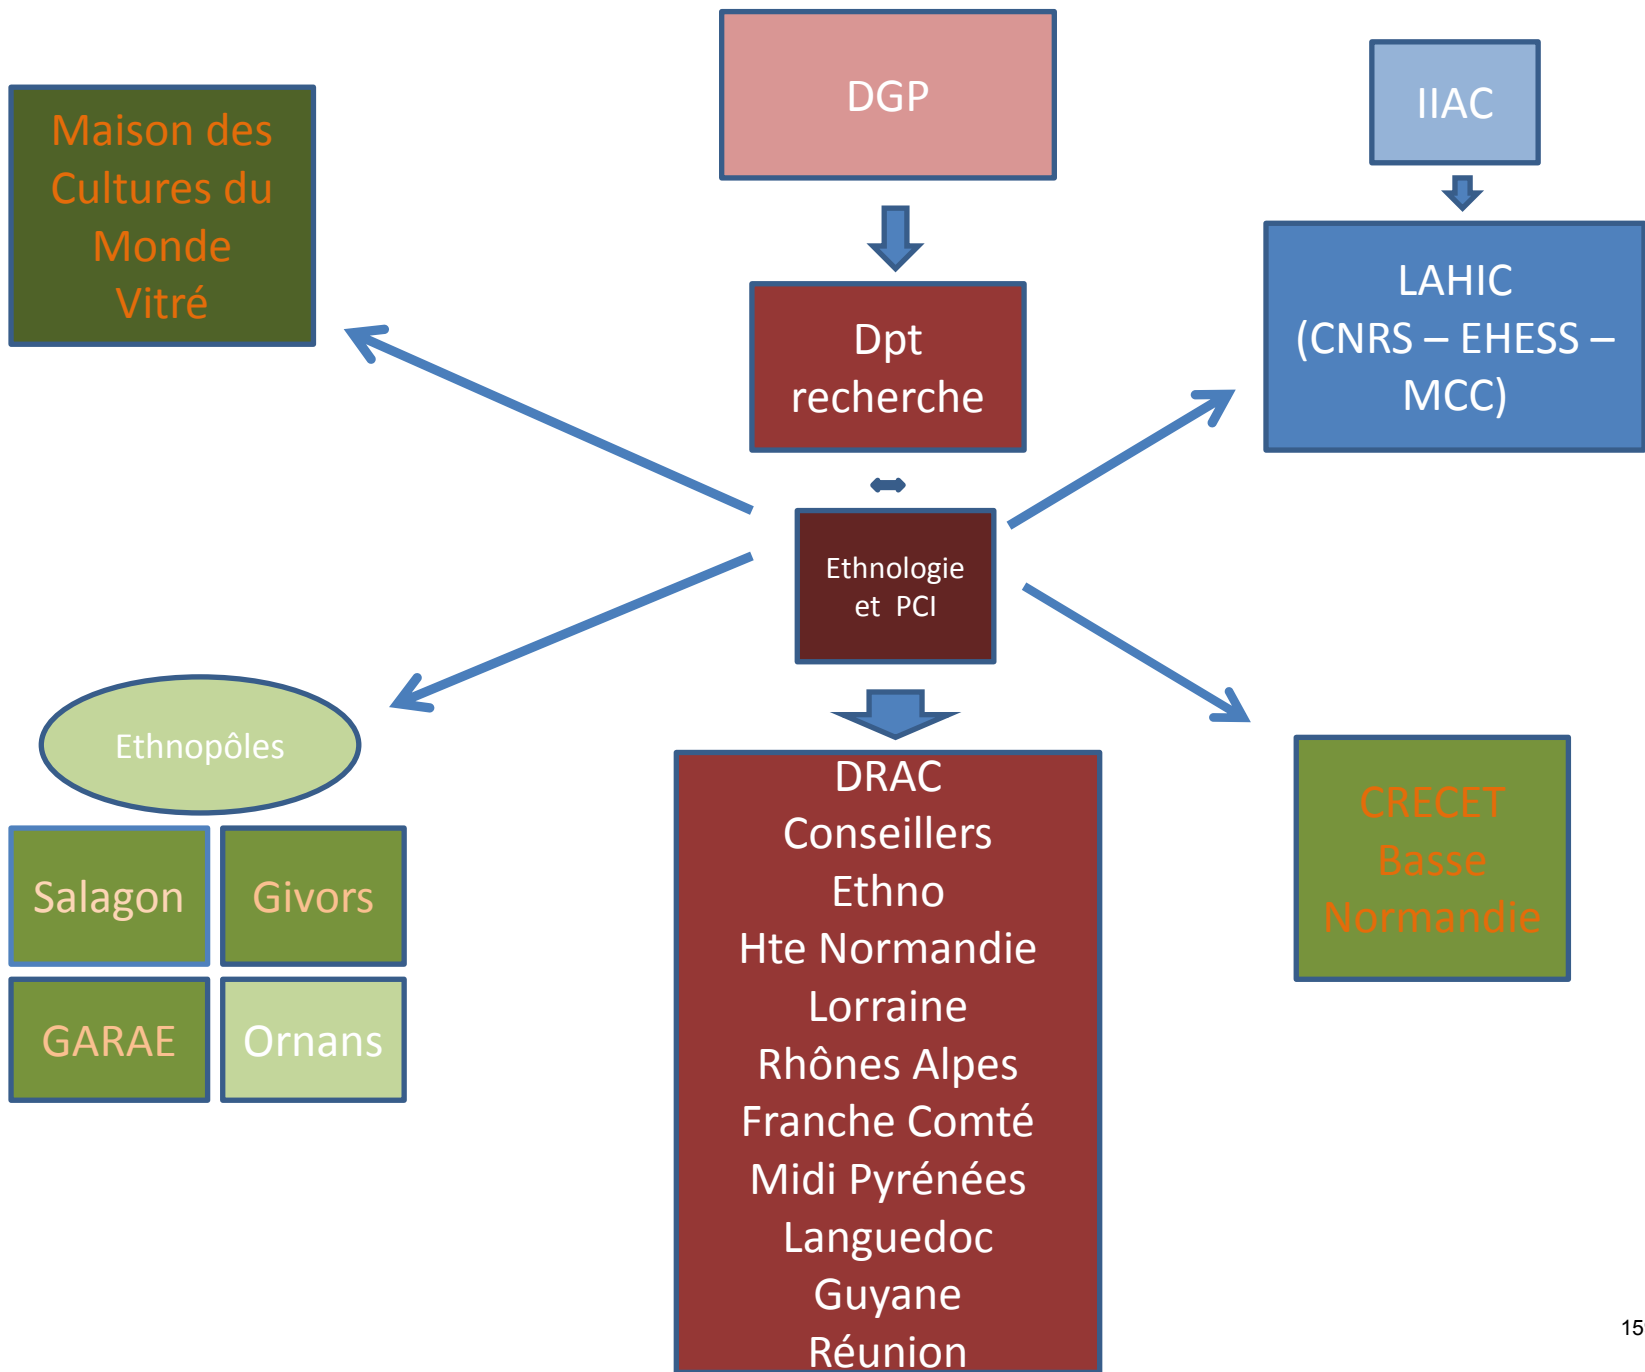 DGP
IIAC
Maison des
Cultures du
Monde
Vitré
LAHIC
(CNRS – EHESS –
MCC)
Dpt
recherche
Ethnologie
et PCI
Ethnopôles
Salagon
Givors
GARAE
Ornans
DRAC
Conseillers
Ethno
Hte Normandie
Lorraine
Rhônes Alpes
Franche Comté
Midi Pyrénées
Languedoc
Guyane
Réunion
CRECET
Basse
Normandie
15